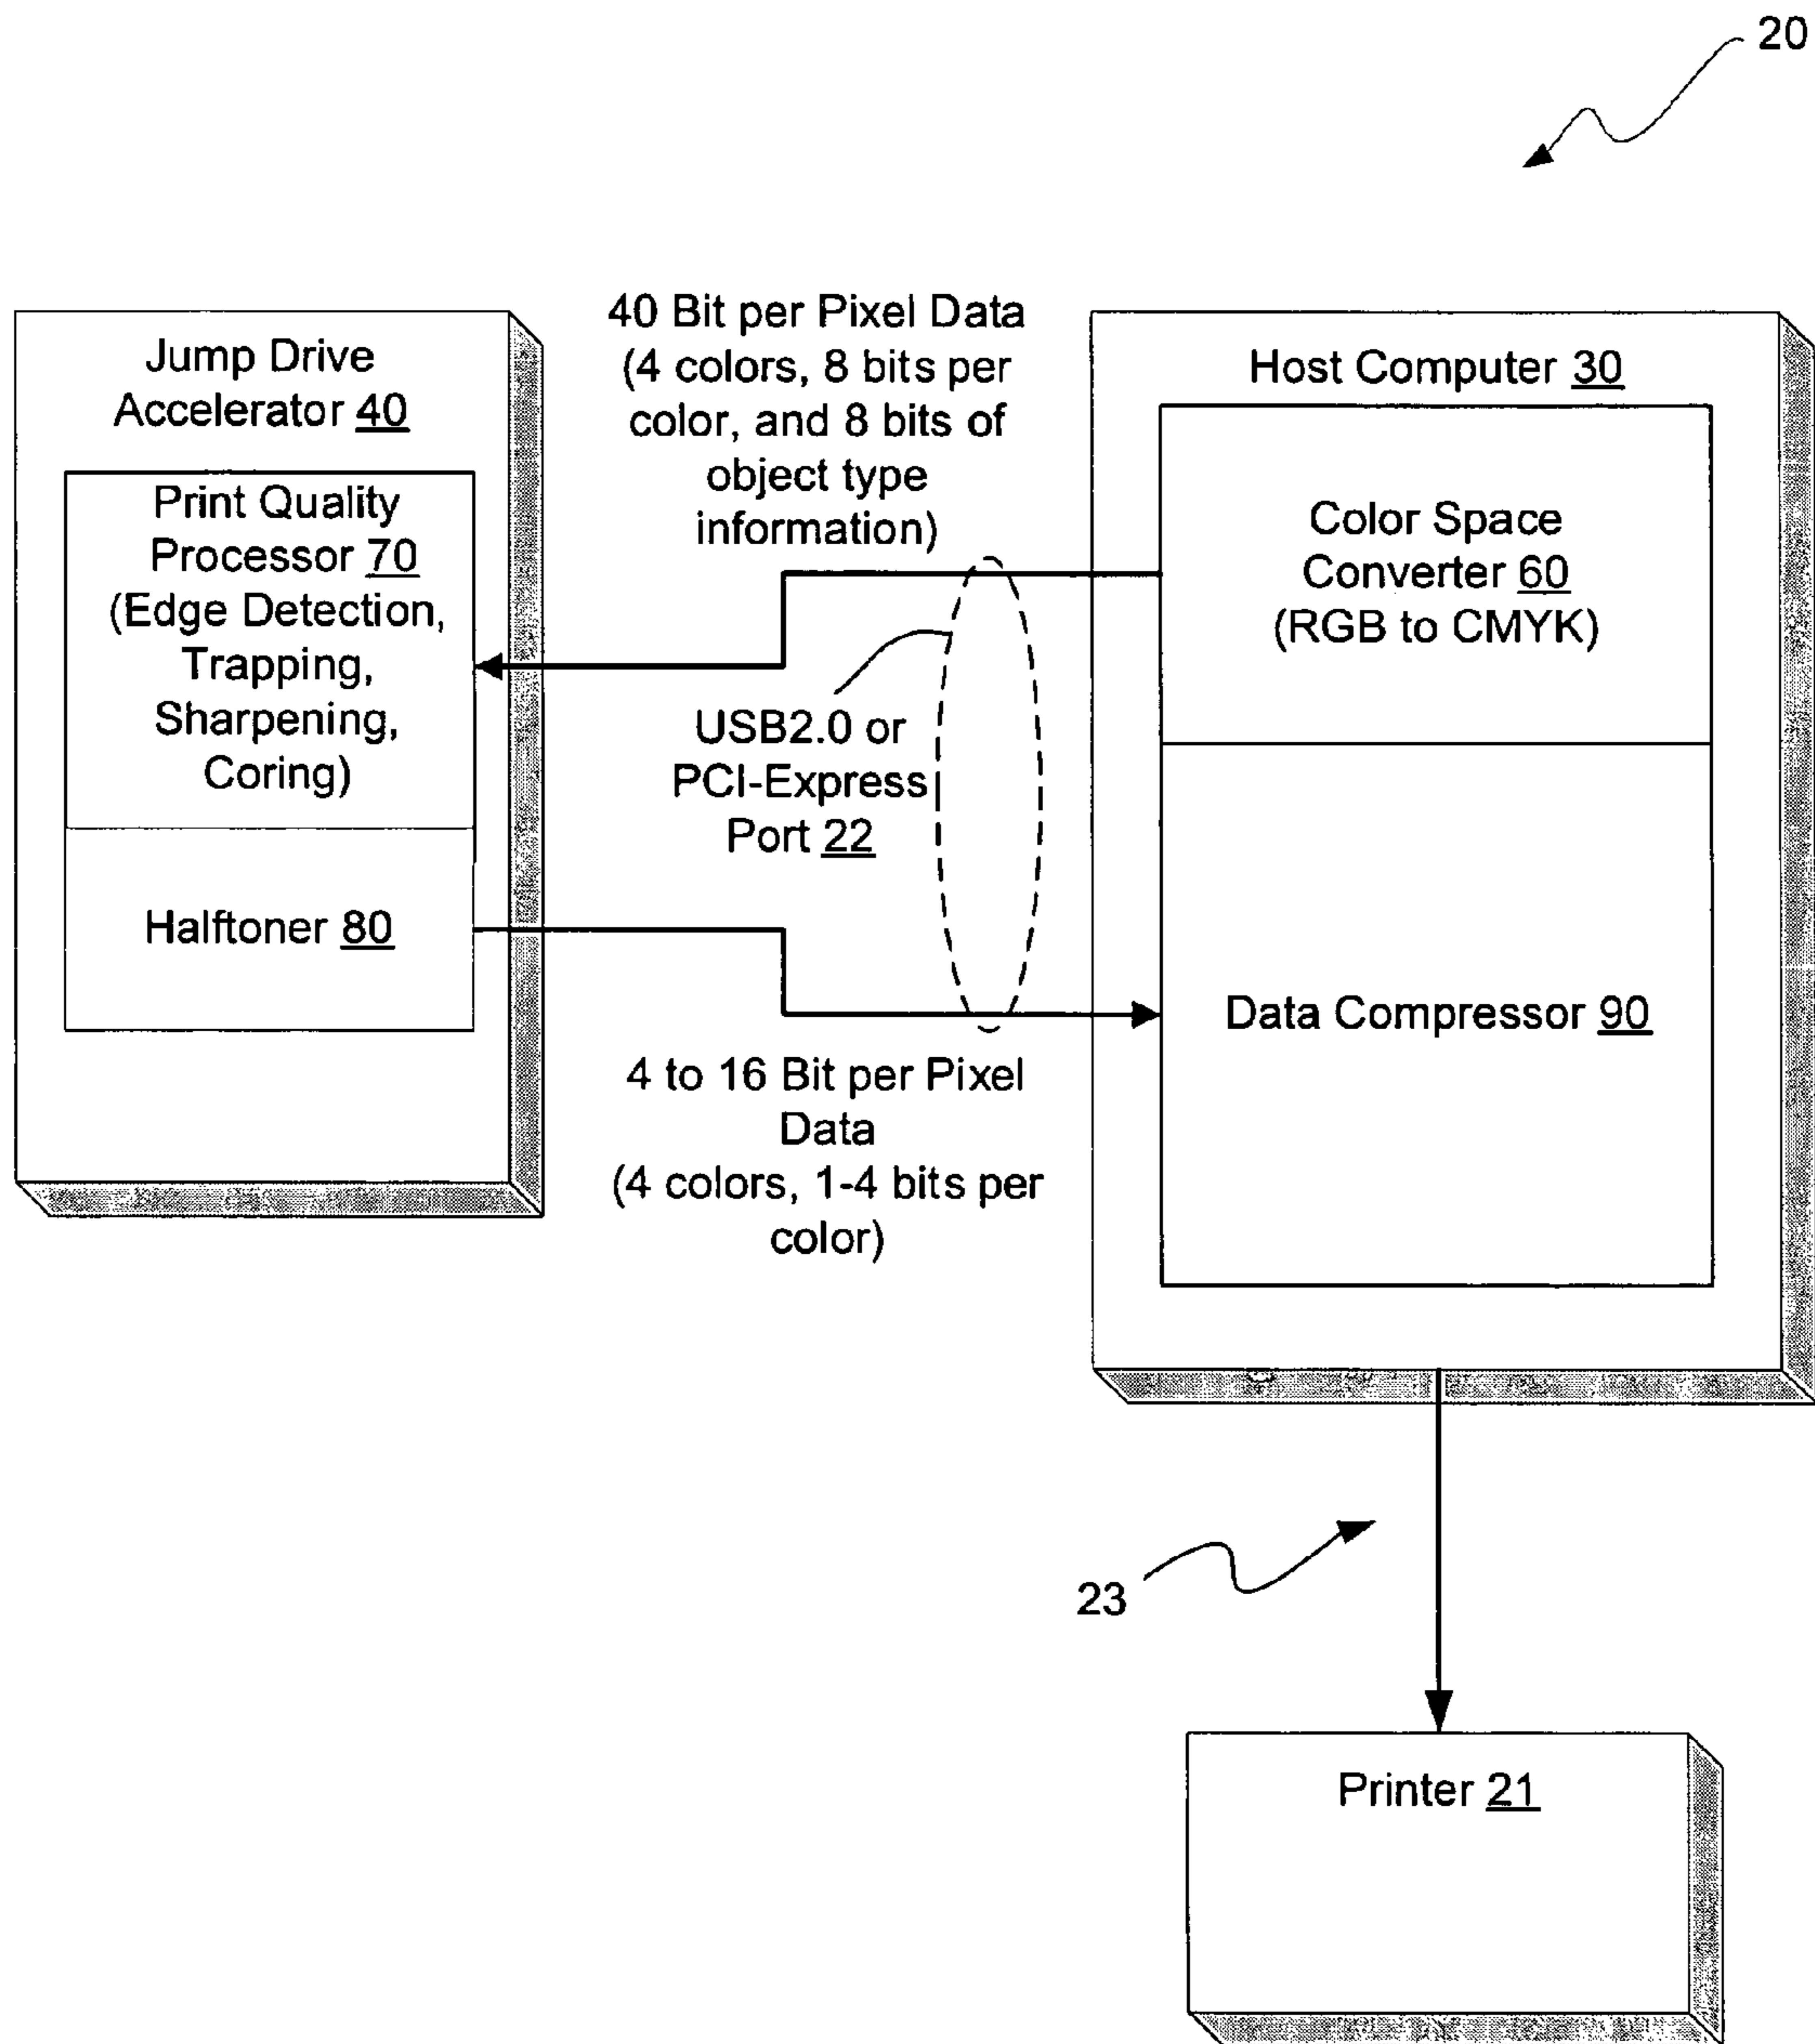 20
Jump Drive
Accelerator 40
Print Quality
Processor 70
(Edge Detection,
Trapping,
Sharpening,
Coring)
Halftoner 80
40 Bit per Pixel Data
(4 colors, 8 bits per
color, and 8 bits of
object type
information)
USB2.0 or
PCI-Express
Port 22
4 to 16 Bit per Pixel
Data
(4 colors, 1-4 bits per
color)
Host Computer 30
Color Space
Converter 60
(RGB to CMYK)
Data Compressor 90
23
Printer 21